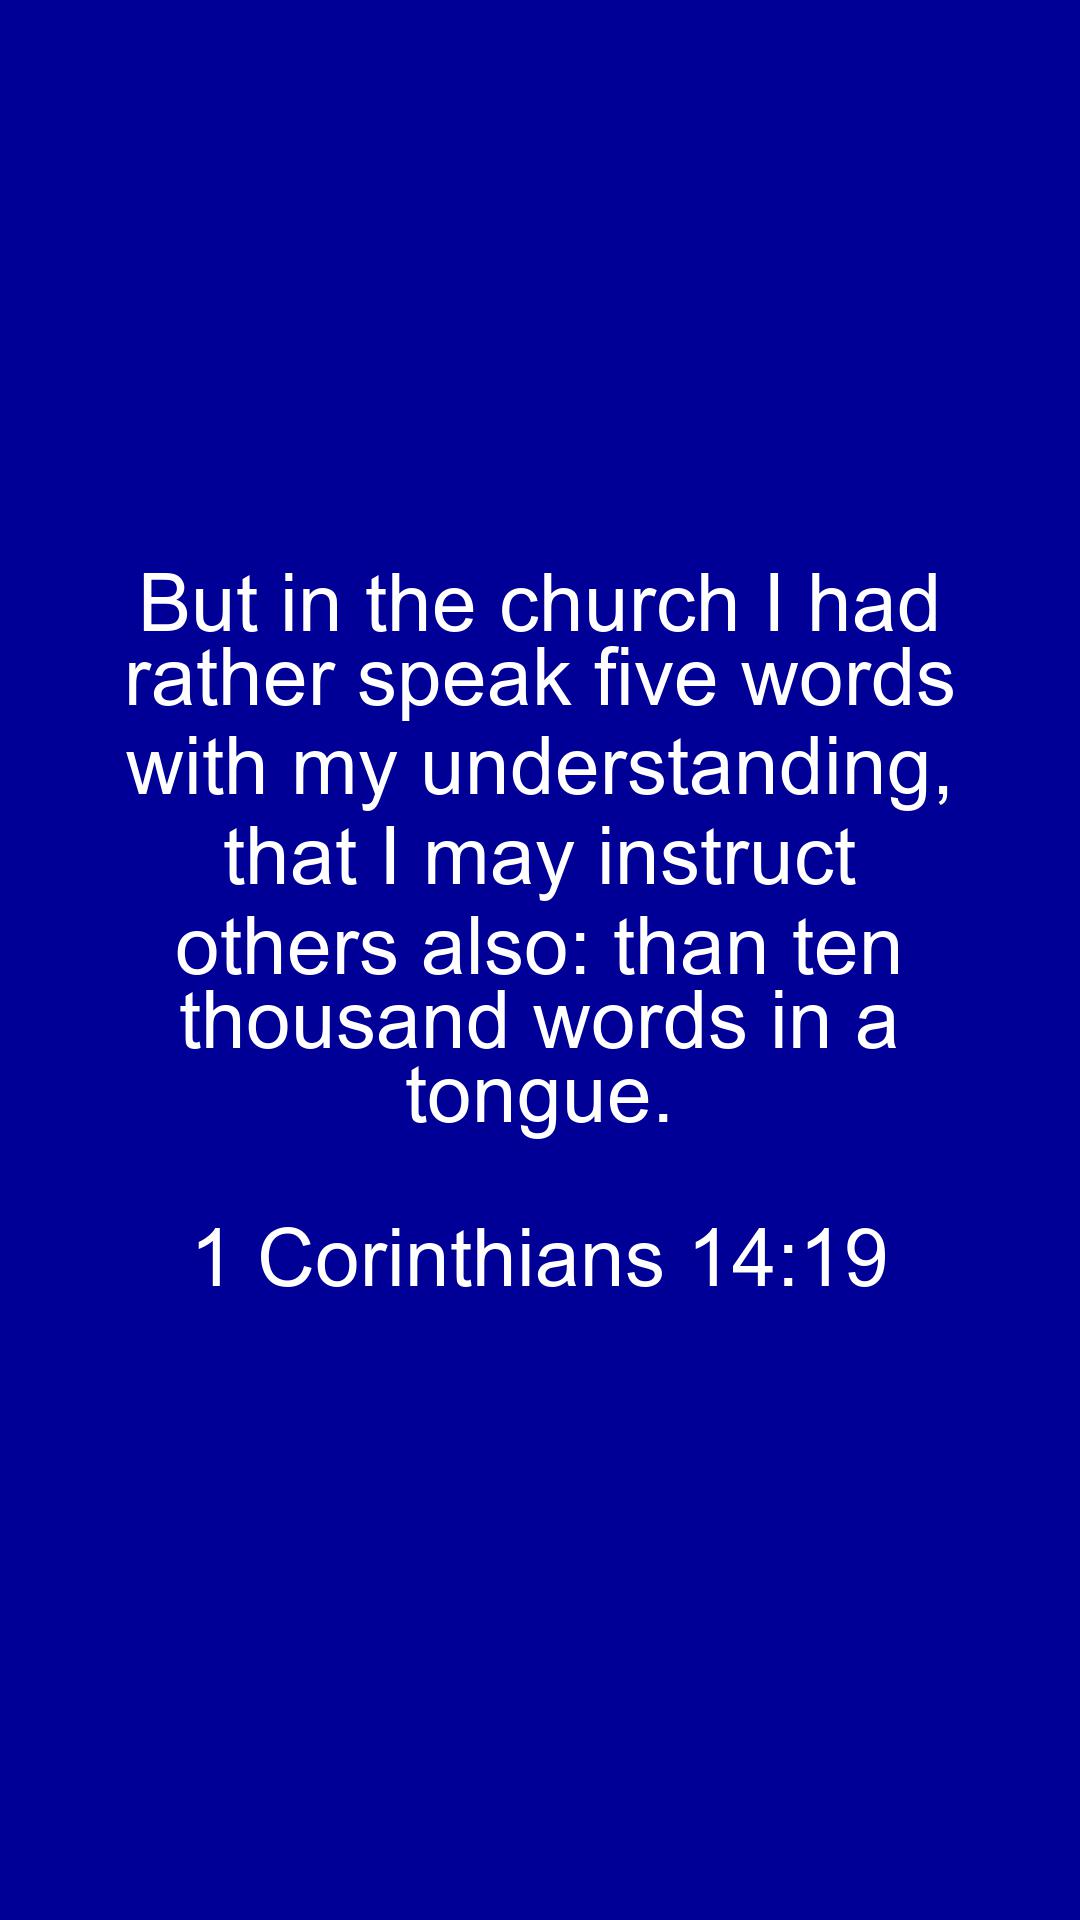 But in the church I had
rather speak five words
with my understanding,
that I may instruct
others also: than ten
thousand words in a
tongue.
1 Corinthians 14:19